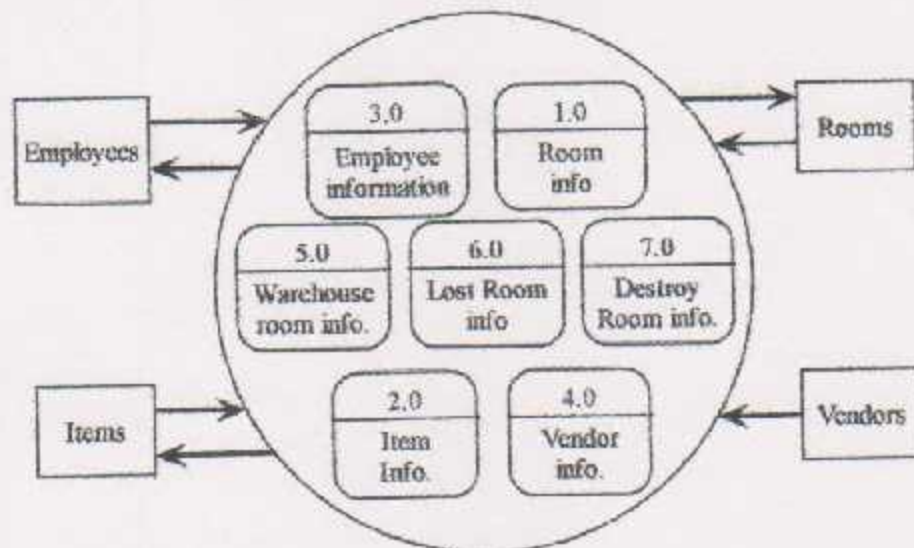 3.0
1.0
Employees
Employee
information
Room
info
Rooms
5.0
6.0
7.0
Warehouse
room info.
Lost Room
info
Destroy
Room info.
2.0
4.0
Items
Item
Info.
Vendor
info.
Vendors